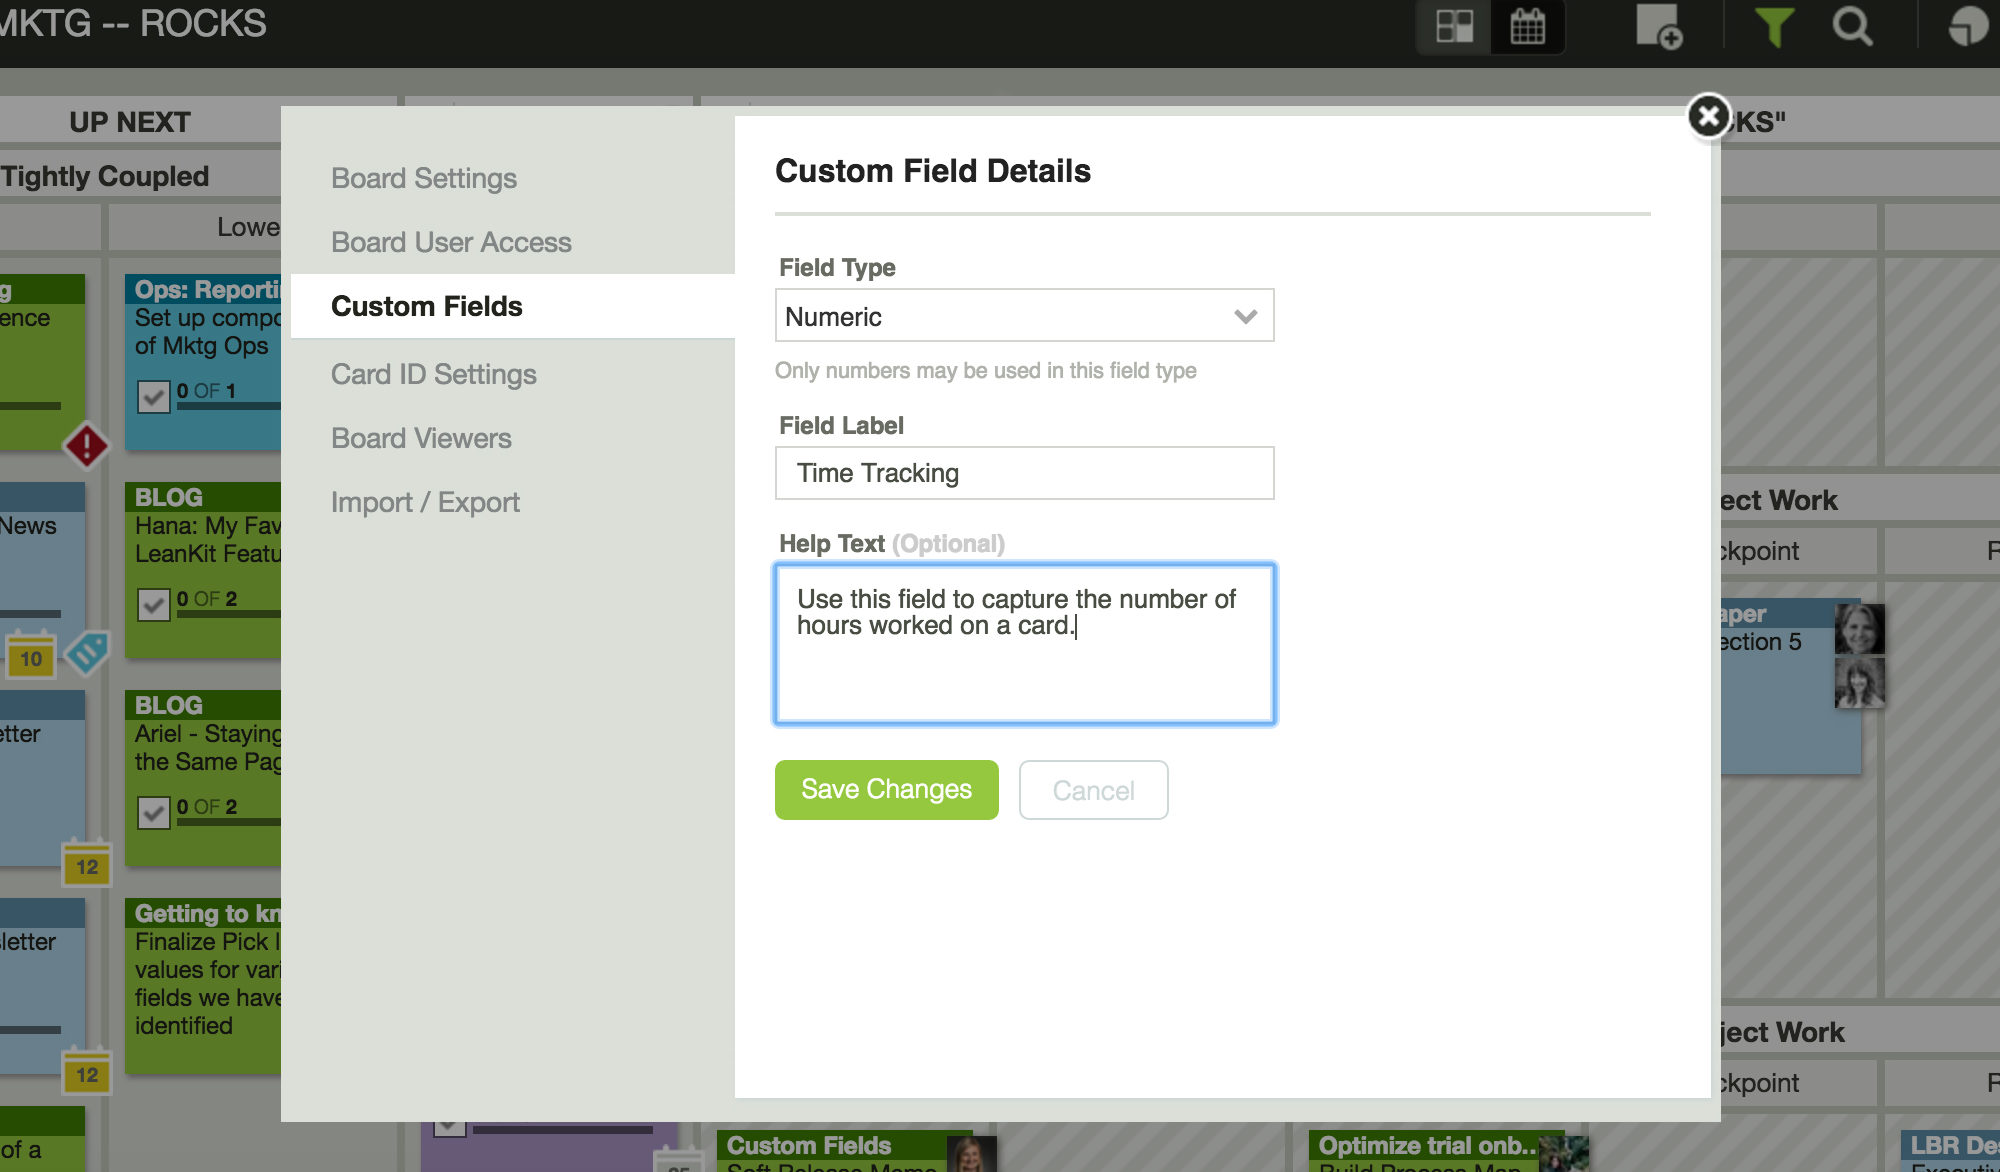 MKTG -- ROCKS
UP NEXT
Tightly Coupled
Lowe
g
ence
Ops: Reporti
Set up compo
of Mktg Ops
0 OF 1
News
10
BLOG
Hana: My Fav
LeanKit Featu
0 OF 2
etter
12
BLOG
Ariel - Staying
the Same Pag
0 OF 2
letter
12
Getting to kn
Finalize Pick l
values for vari
fields we have
identified
of a
Board Settings
Board User Access
Custom Fields
Card ID Settings
Board Viewers
Import / Export
Custom Field Details
Field Type
Numeric
Only numbers may be used in this field type
Field Label
Time Tracking
Help Text (Optional)
Use this field to capture the number of
hours worked on a card.
Save Changes
Cancel
CKS"
ject Work
ckpoint
R
aper
ection 5
ject Work
ckpoint
R
25
Custom Fields
Soft Release Memo
Optimize trial onb..
Build Process Map
LBR Des